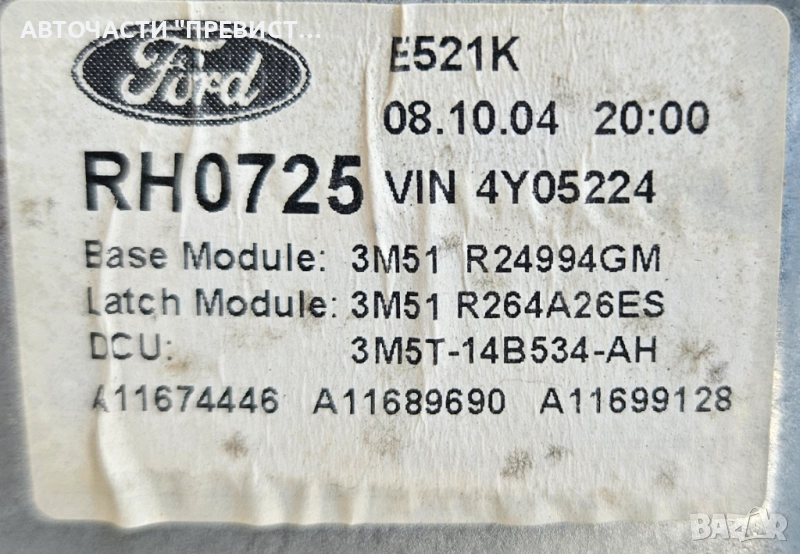 АВТОЧАСТИ "ПРЕВИСТ...
Ford
E521K
08.10.04 20:00
RH0725 VIN 4Y05224
Base Module: 3M51 R24994GM
Latch Module: 3M51 R264A26ES
DCU: 3M5T-14B534-AH
A11674446 A11689690 A11699128
BAZAR